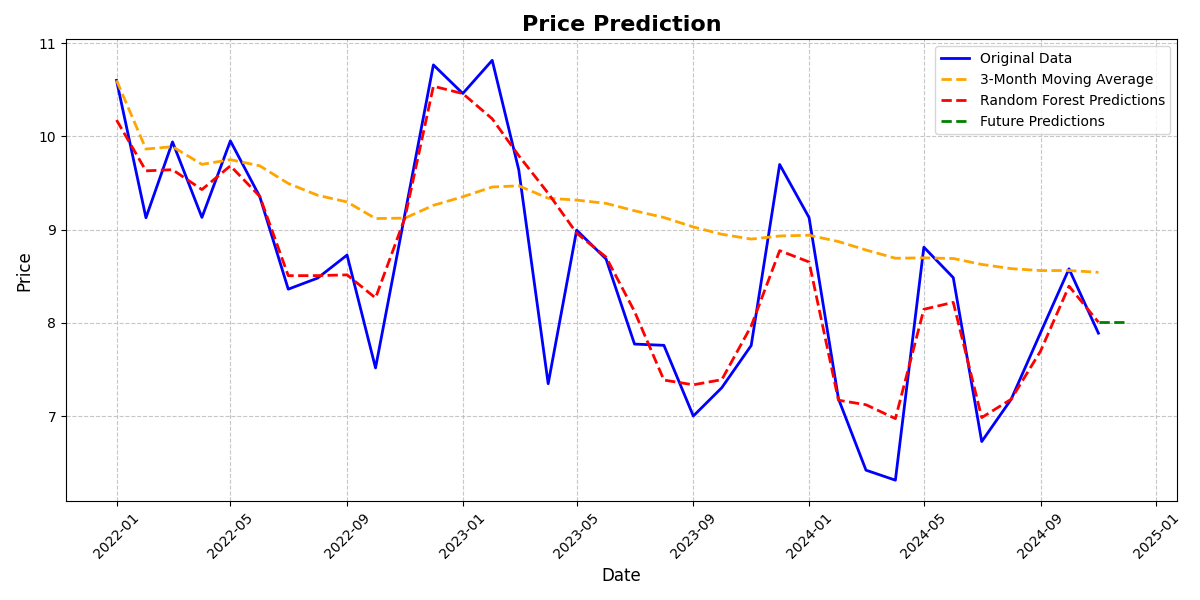 Price Prediction
Original Data
3-Month Moving Average
Random Forest Predictions
Future Predictions
Price
11
10
9
8
7
2022-01
2022-05
2022-09
2023-01
2023-05
2023-09
2024-01
2024-05
2024-09
2025-01
Date